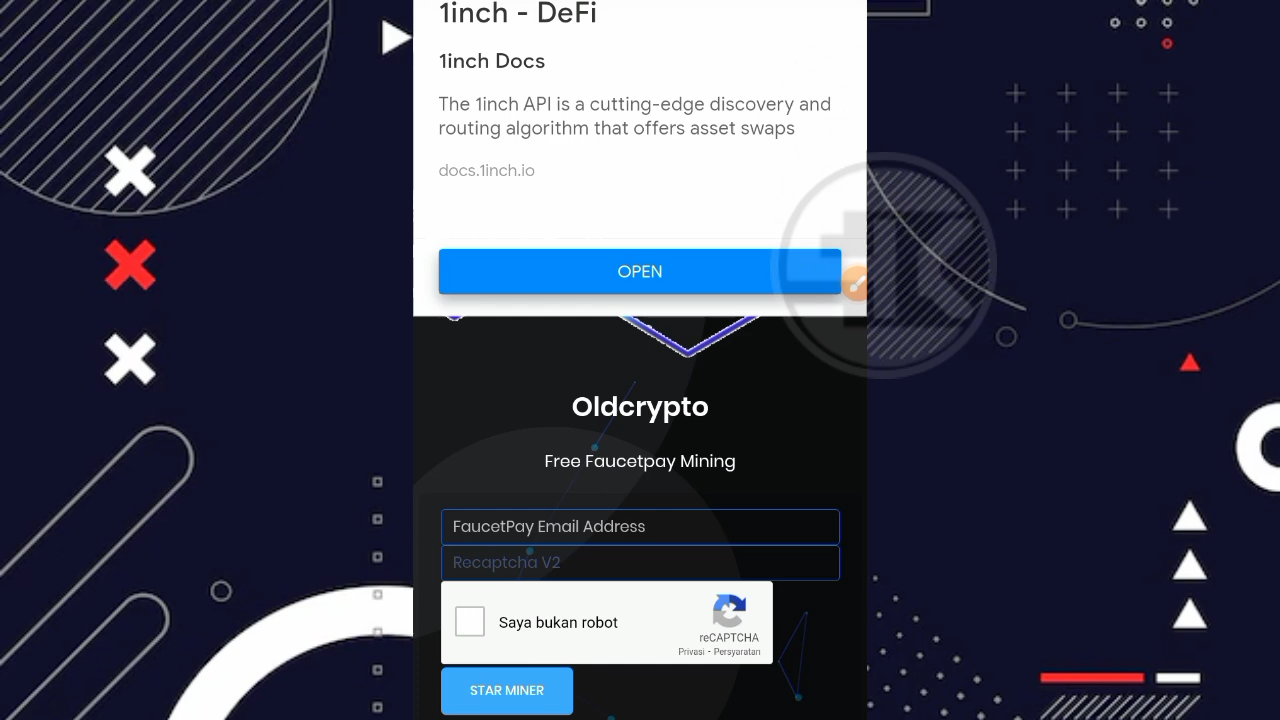 1inch - DeFi
1inch Docs
The 1inch API is a cutting-edge discovery and
routing algorithm that offers asset swaps
docs.1inch.io
OPEN
Oldcrypto
Free Faucetpay Mining
FaucetPay Email Address
Recaptcha V2
Saya bukan robot
reCAPTCHA
Privasi - Persyaratan
STAR MINER